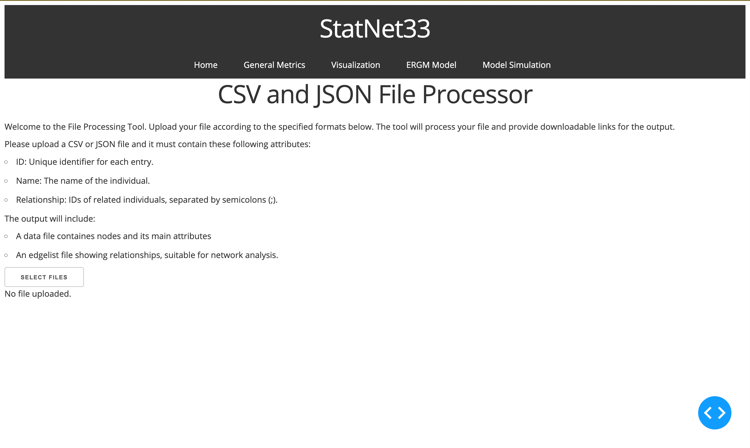 StatNet33
Home General Metrics Visualization ERGM Model Model Simulation
CSV and JSON File Processor
Welcome to the File Processing Tool. Upload your file according to the specified formats below. The tool will process your file and provide downloadable links for the output.
Please upload a CSV or JSON file and it must contain these following attributes:
ID: Unique identifier for each entry.
Name: The name of the individual.
Relationship: IDs of related individuals, separated by semicolons (;).
The output will include:
A data file containes nodes and its main attributes
An edgelist file showing relationships, suitable for network analysis.
SELECT FILES
No file uploaded.